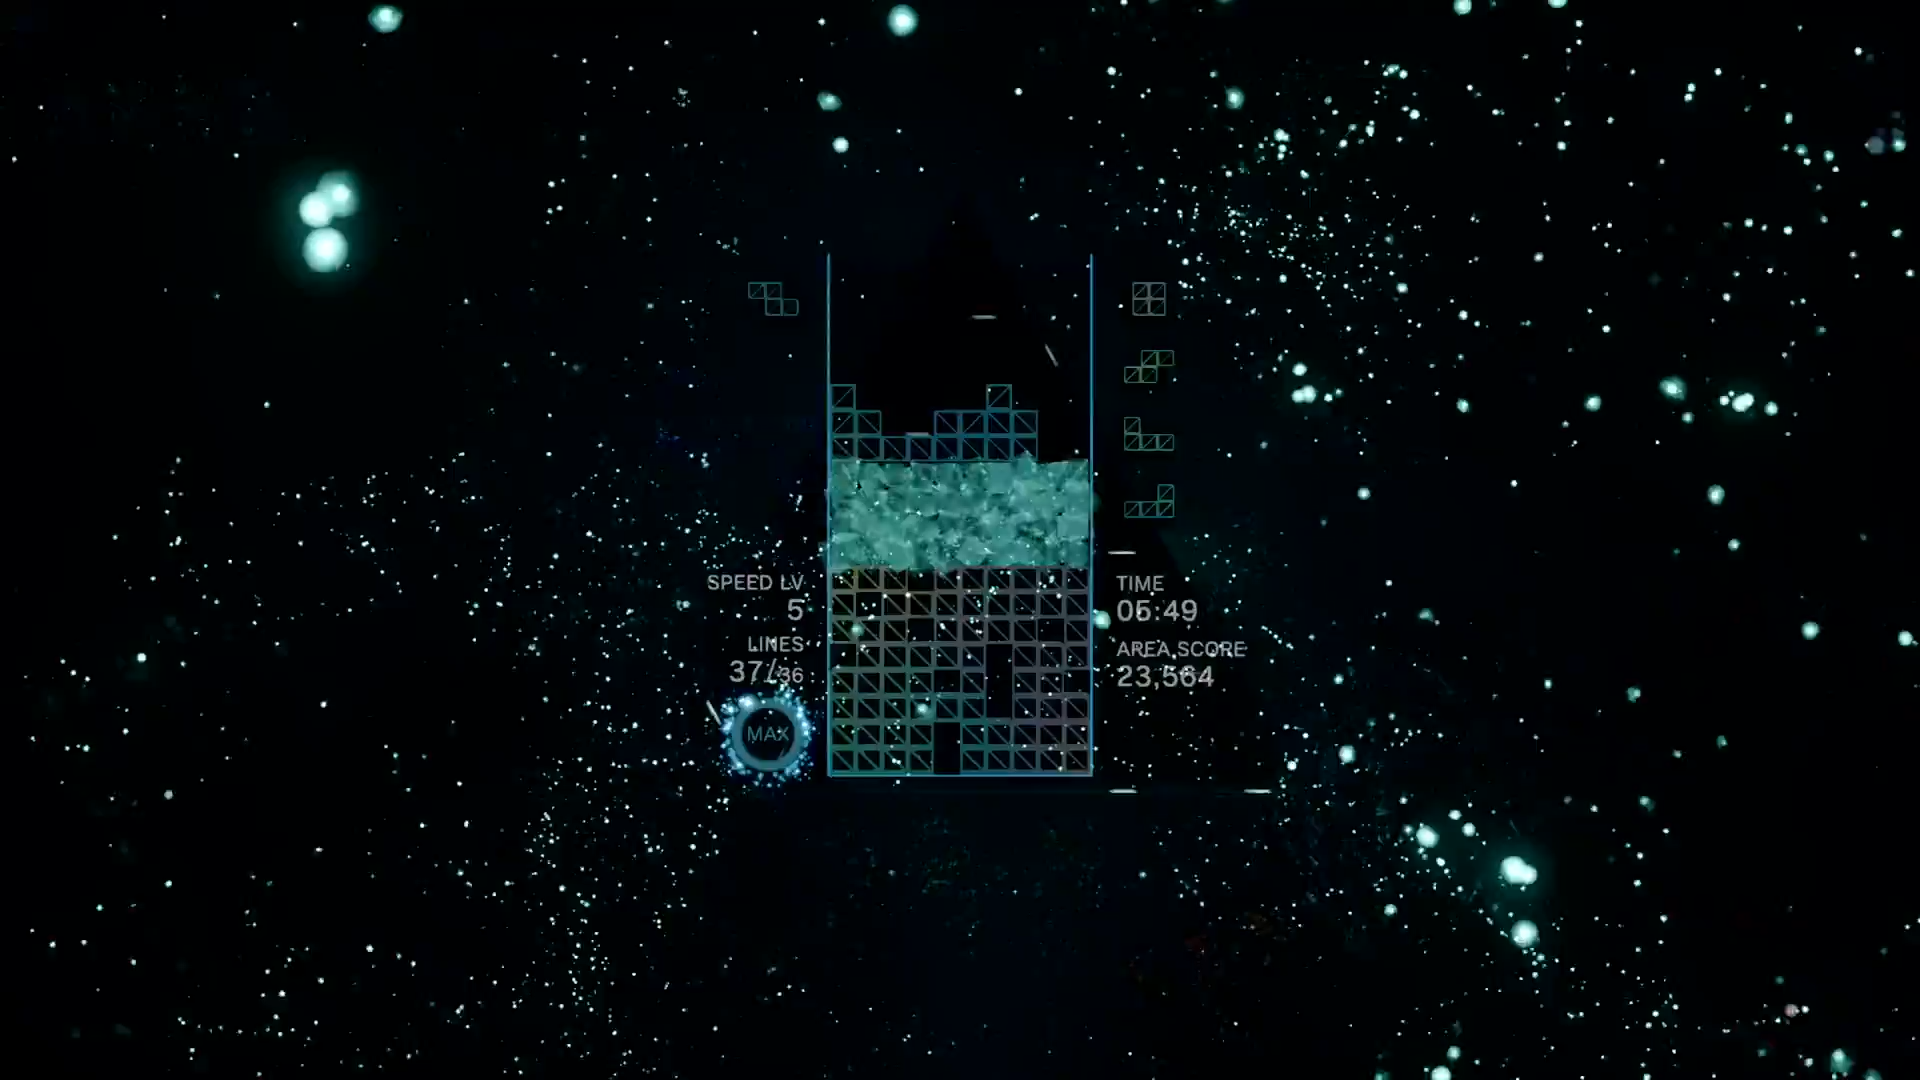 SPEED LV
5
LINES
37/36
MAX
TIME
05:49
AREA SCORE
23,564